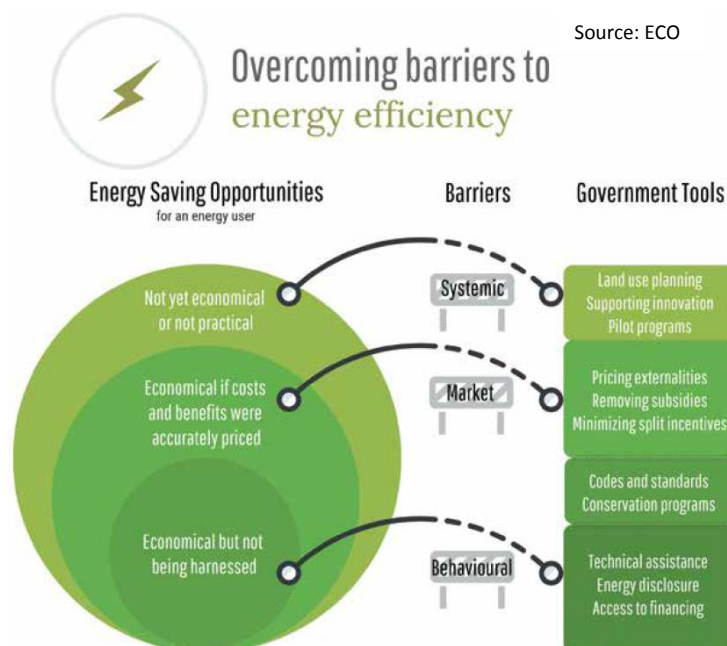 Source: ECO
Overcoming barriers to
energy efficiency
Energy Saving Opportunities
for an energy user
Barriers
Government Tools
Not yet economical
or not practical
Systemic
Land use planning
Supporting innovation
Pilot programs
Economical if costs
and benefits were
accurately priced
Market
Pricing externalities
Removing subsidies
Minimizing split incentives
Codes and standards
Conservation programs
Economical but not
being harnessed
Behavioural
Technical assistance
Energy disclosure
Access to financing